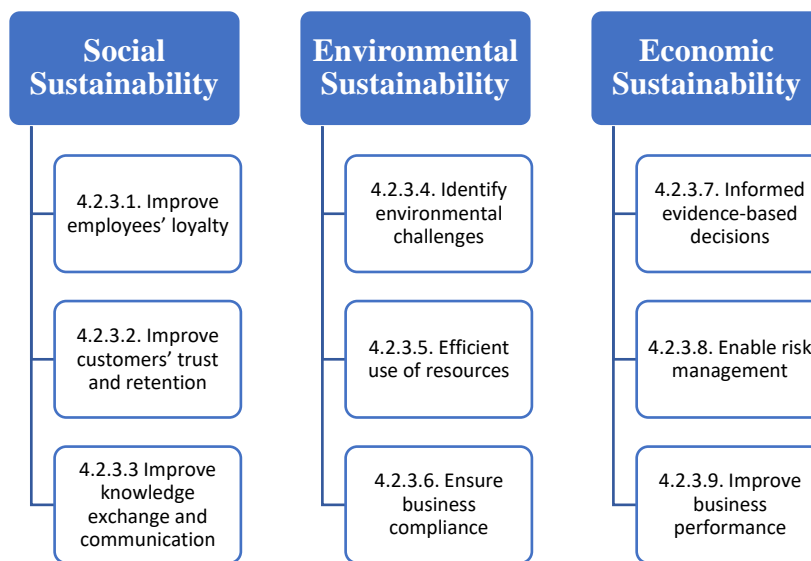 Social
Sustainability
4.2.3.1. Improve
employees’ loyalty
4.2.3.2. Improve
customers’ trust
and retention
4.2.3.3 Improve
knowledge
exchange and
communication
Environmental
Sustainability
4.2.3.4. Identify
environmental
challenges
4.2.3.5. Efficient
use of resources
4.2.3.6. Ensure
business
compliance
Economic
Sustainability
4.2.3.7. Informed
evidence-based
decisions
4.2.3.8. Enable risk
management
4.2.3.9. Improve
business
performance